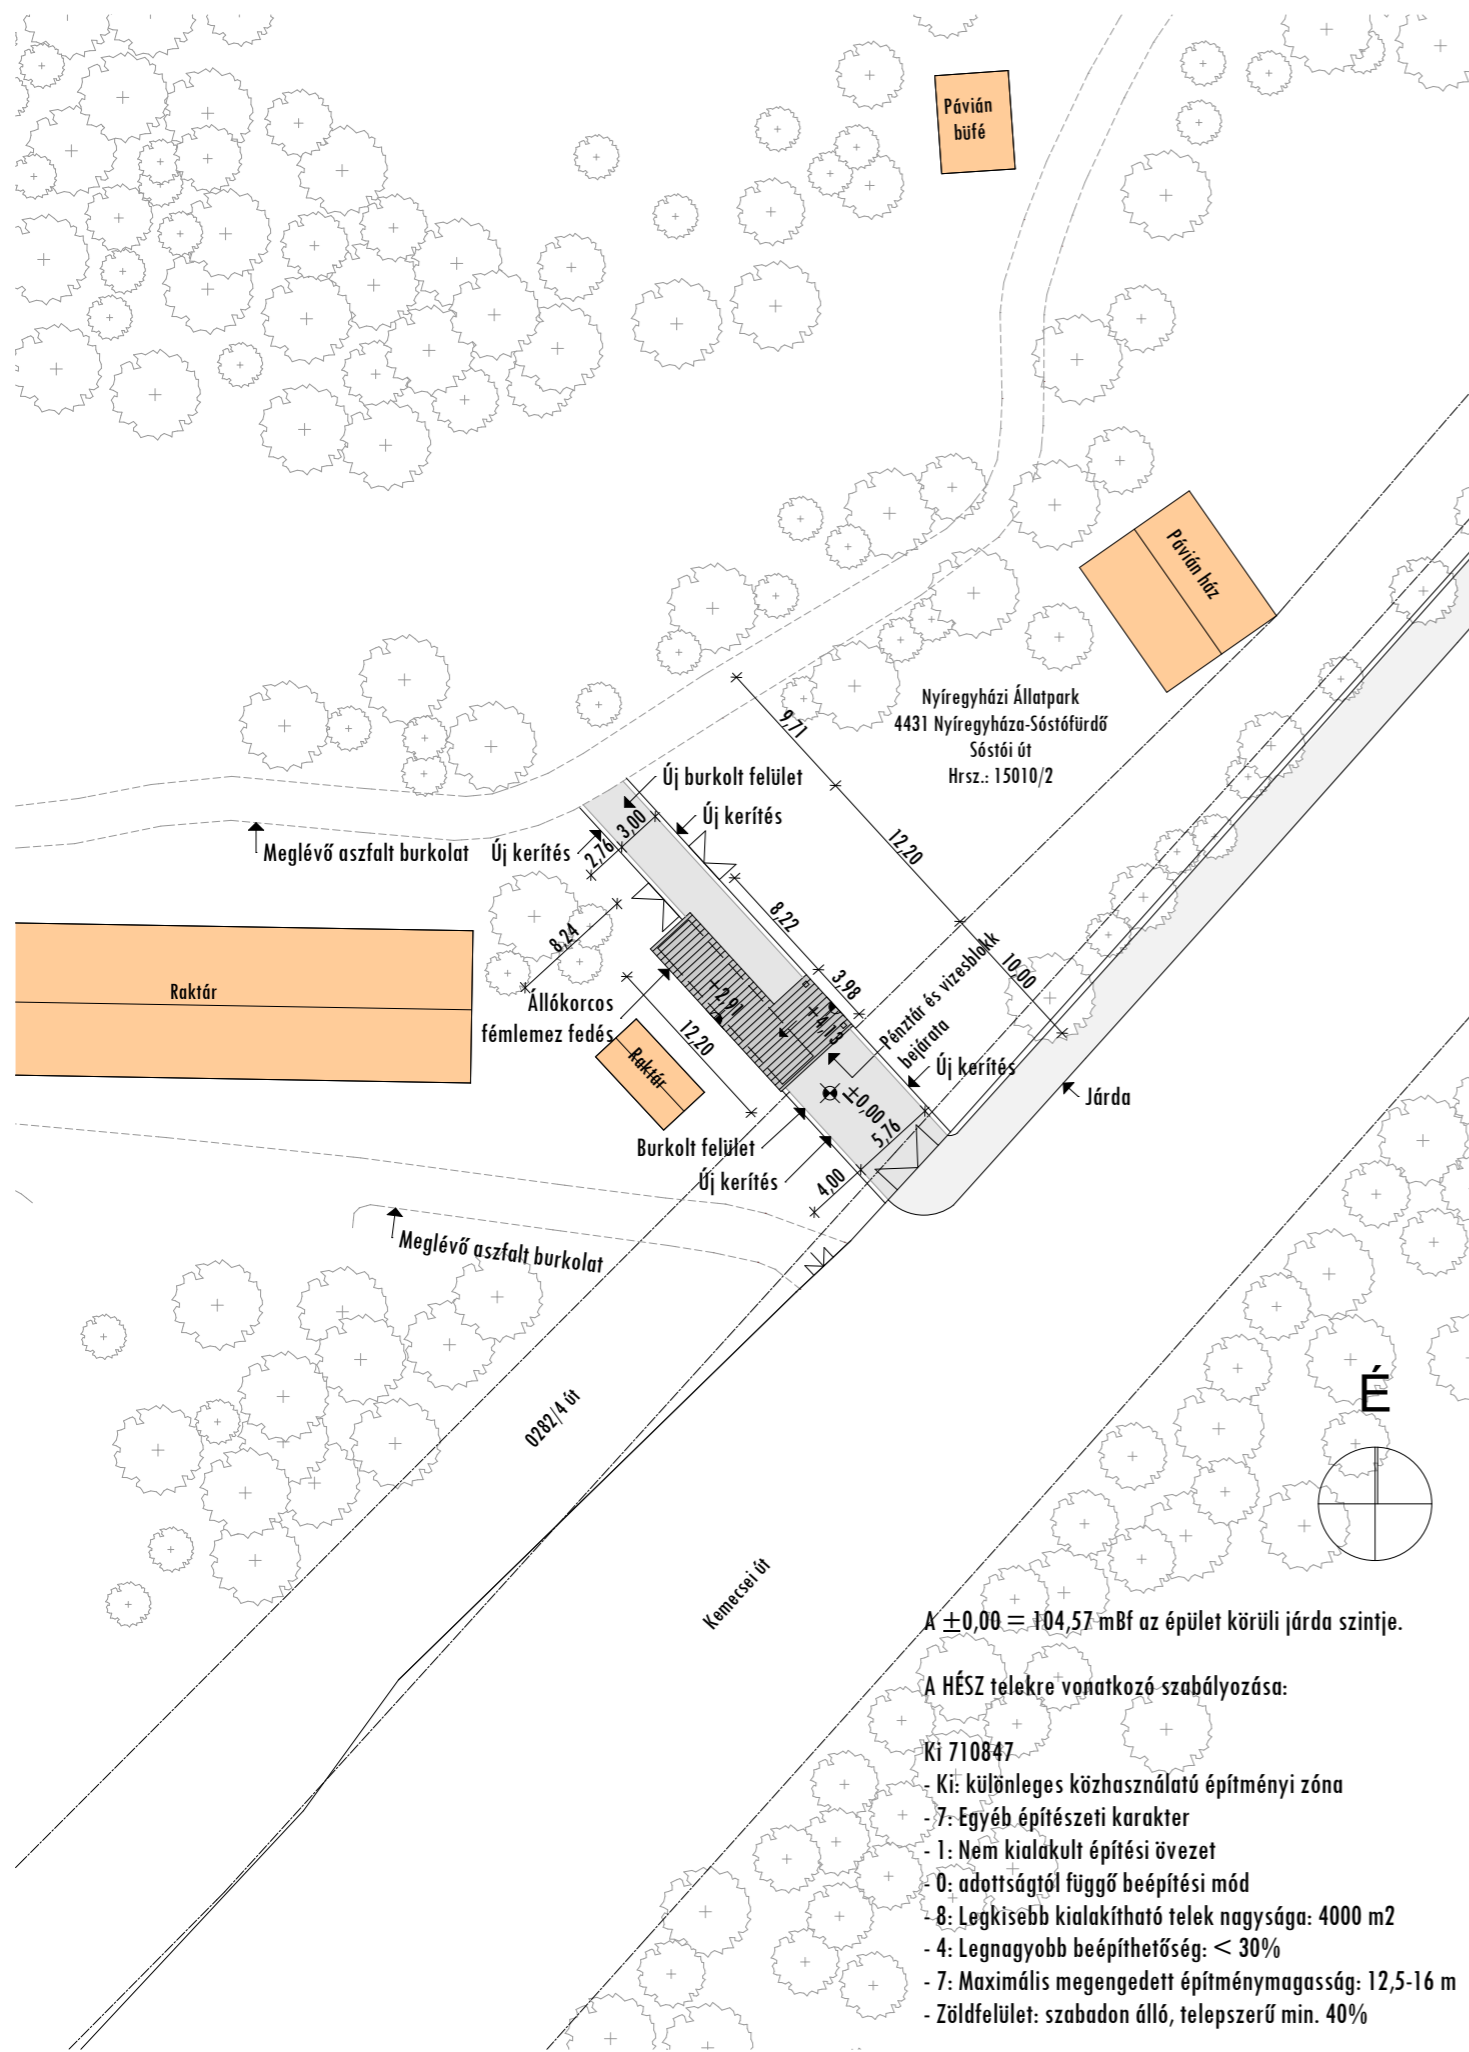 Pávián
büfé
Pávián ház
Nyíregyházi Állatpark
4431 Nyíregyháza-Sóstófürdő
Sóstói út
Hrsz.: 15010/2
9,71
Új burkolt felület
3,00
Új kerítés
Meglévő aszfalt burkolat
Új kerítés
2,76
12,20
8,22
8,24
Raktár
Állókorcos
fémlemez fedés
+2,91
3,98
+4,13
10,00
Pénztár és vizesblokk
bejárata
12,20
Raktár
Új kerítés
Járda
±0,00
5,76
Burkolt felület
Új kerítés
4,00
Meglévő aszfalt burkolat
0282/4 út
É
Kemecsei út
A ±0,00 = 104,57 mBf az épület körüli járda szintje.
A HÉSZ telekre vonatkozó szabályozása:
Ki 710847
- Ki: különleges közhasználatú építményi zóna
- 7: Egyéb építészeti karakter
- 1: Nem kialakult építési övezet
- 0: adottságtól függő beépítési mód
- 8: Legkisebb kialakítható telek nagysága: 4000 m2
- 4: Legnagyobb beépíthetőség: < 30%
- 7: Maximális megengedett építménymagasság: 12,5-16 m
- Zöldfelület: szabadon álló, telepszerű min. 40%